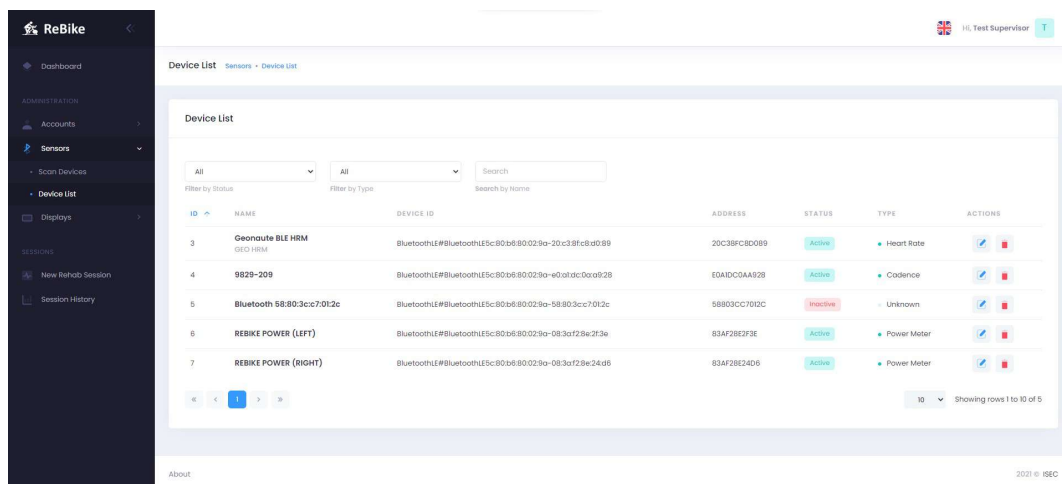 ReBike
Hi, Test Supervisor T
Dashboard
Device List Sensors • Device List
ADMINISTRATION
Accounts
Sensors
Scan Devices
Device List
Displays
SESSIONS
New Rehab Session
Session History
Device List
All All Search
Filter by Status Filter by Type Search by Name
ID NAME DEVICE ID ADDRESS STATUS TYPE ACTIONS
3 Geonaute BLE HRM BluetoothLE#BluetoothLE5c:80:b6:80:02:9a-20:c3:8f:c8:d0:89 20C38FC8D089 Active Heart Rate
GEO HRM
4 9829-209 BluetoothLE#BluetoothLE5c:80:b6:80:02:9a-e0:a1:dc:0a:a9:28 E0A1DC0AA928 Active Cadence
5 Bluetooth 58:80:3c:c7:01:2c BluetoothLE#BluetoothLE5c:80:b6:80:02:9a-58:80:3c:c7:01:2c 58803CC7012C Inactive Unknown
6 REBIKE POWER (LEFT) BluetoothLE#BluetoothLE5c:80:b6:80:02:9a-08:3a:f2:8e:2f:3e 83AF28E2F3E Active Power Meter
7 REBIKE POWER (RIGHT) BluetoothLE#BluetoothLE5c:80:b6:80:02:9a-08:3a:f2:8e:24:d6 83AF28E24D6 Active Power Meter
« < 1 > » 10 Showing rows 1 to 10 of 5
About 2021 © ISEC